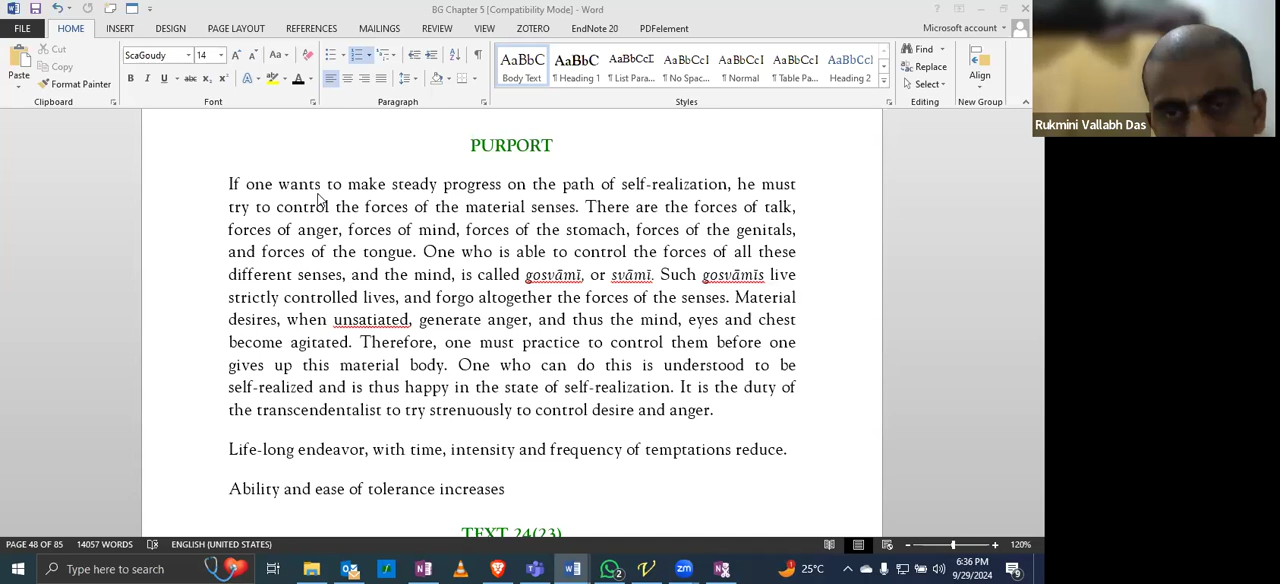 BG Chapter 5 [Compatibility Mode] - Word
FILE HOME INSERT DESIGN PAGE LAYOUT REFERENCES MAILINGS REVIEW VIEW ZOTERO EndNote 20 PDFelement Microsoft account
Paste Cut Copy Format Painter
Clipboard
ScaGoudy 14
Font
Paragraph
AaBbC Body Text
AaBbC ¶ Heading 1
AaBbCcI ¶ List Para...
AaBbCcI ¶ No Spac...
AaBbCcI ¶ Normal
AaBbCcI ¶ Table Pa...
AaBbCcI Heading 2
Styles
Find
Replace
Select
Editing
Align
New Group
Rukmini Vallabh Das
PURPORT
If one wants to make steady progress on the path of self-realization, he must
try to control the forces of the material senses. There are the forces of talk,
forces of anger, forces of mind, forces of the stomach, forces of the genitals,
and forces of the tongue. One who is able to control the forces of all these
different senses, and the mind, is called gosvāmī, or svāmī. Such gosvāmīs live
strictly controlled lives, and forgo altogether the forces of the senses. Material
desires, when unsatiated, generate anger, and thus the mind, eyes and chest
become agitated. Therefore, one must practice to control them before one
gives up this material body. One who can do this is understood to be
self-realized and is thus happy in the state of self-realization. It is the duty of
the transcendentalist to try strenuously to control desire and anger.
Life-long endeavor, with time, intensity and frequency of temptations reduce.
Ability and ease of tolerance increases
TEXT 24(23)
PAGE 48 OF 85 14057 WORDS ENGLISH (UNITED STATES) 120%
Type here to search
25°C
6:36 PM
9/29/2024